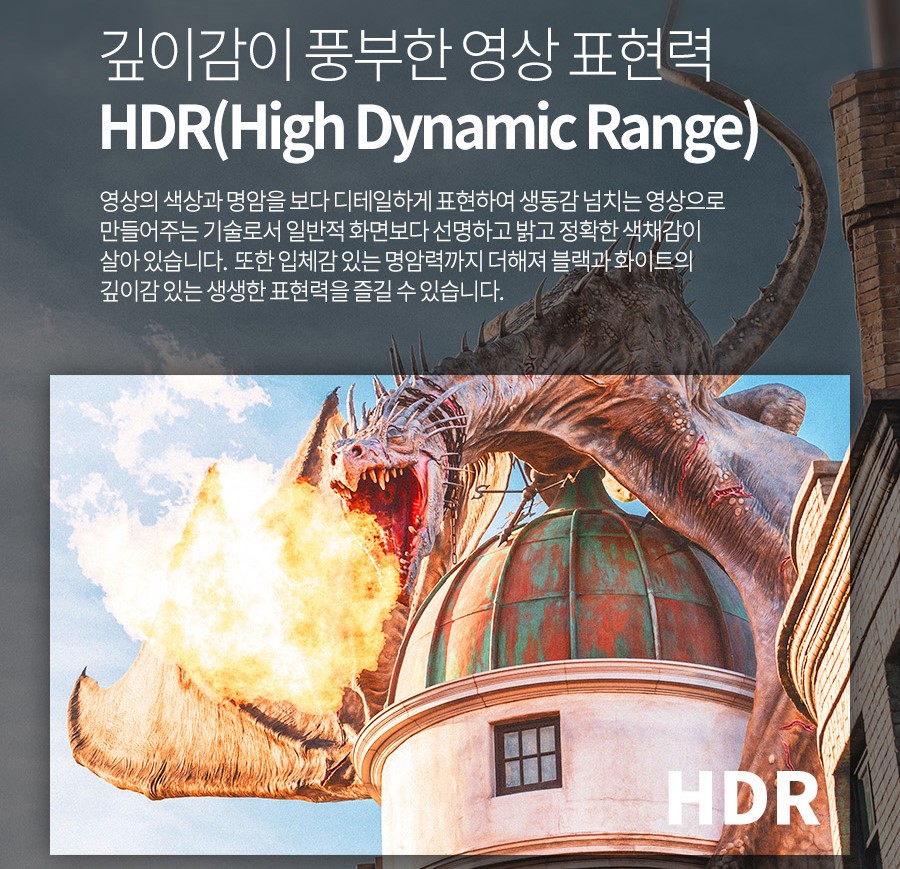 깊이감이 풍부한 영상 표현력
HDR(High Dynamic Range)
영상의 색상과 명암을 보다 디테일하게 표현하여 생동감 넘치는 영상으로
만들어주는 기술로서 일반적 화면보다 선명하고 밝고 정확한 색채감이
살아 있습니다. 또한 입체감 있는 명암력까지 더해져 블랙과 화이트의
깊이감 있는 생생한 표현력을 즐길 수 있습니다.
HDR